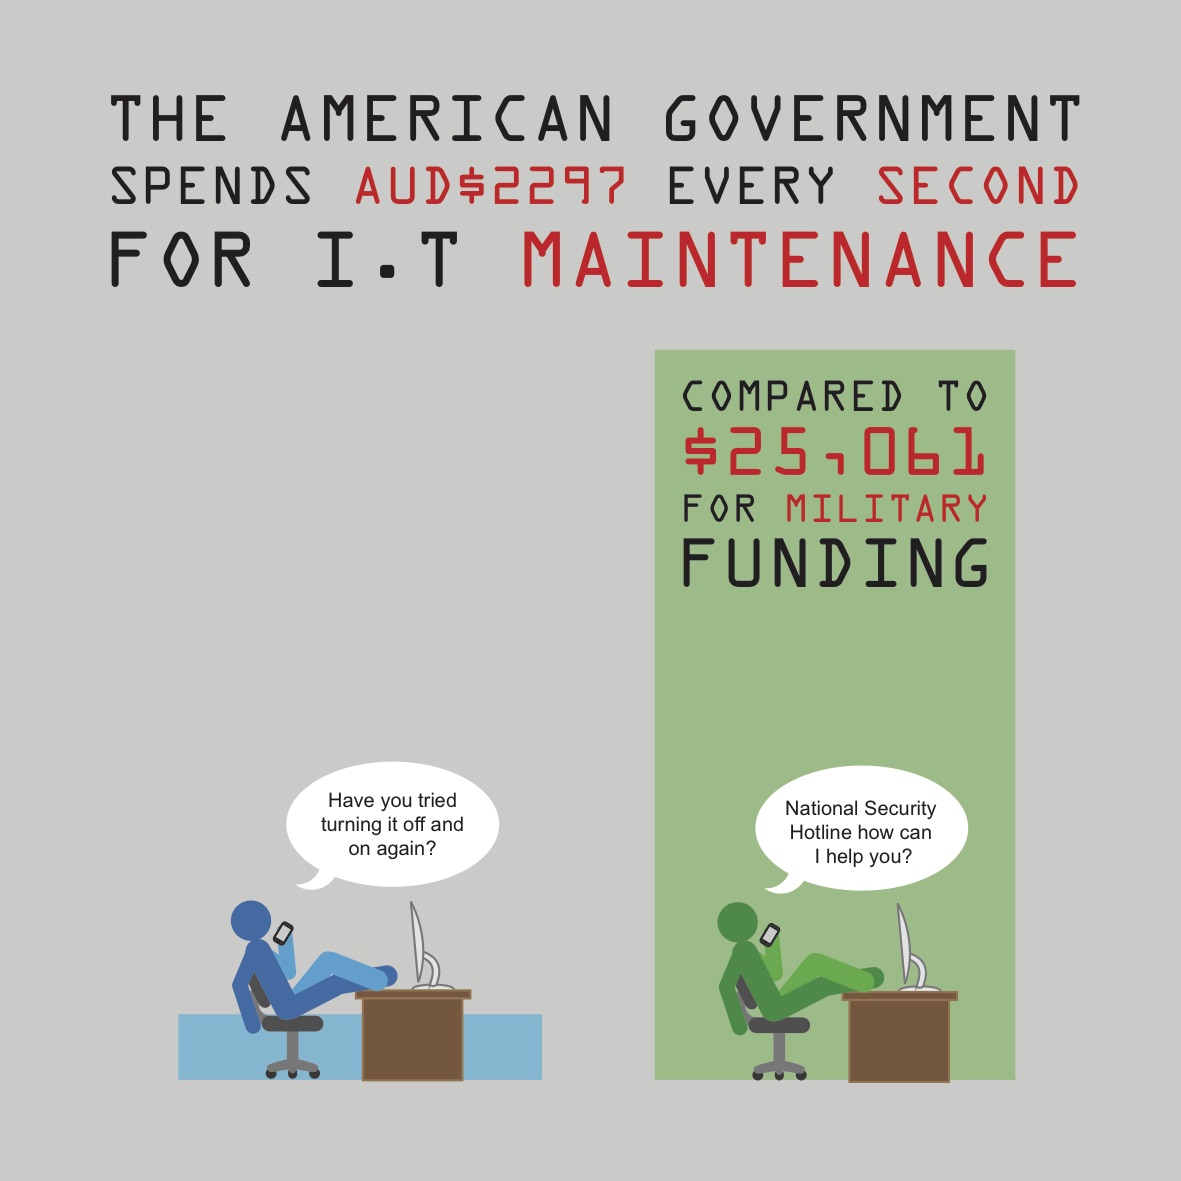 THE AMERICAN GOVERNMENT
SPENDS AUD$2297 EVERY SECOND
FOR I.T MAINTENANCE
COMPARED TO
$25,061
FOR MILITARY
FUNDING
Have you tried
turning it off and
on again?
National Security
Hotline how can
I help you?